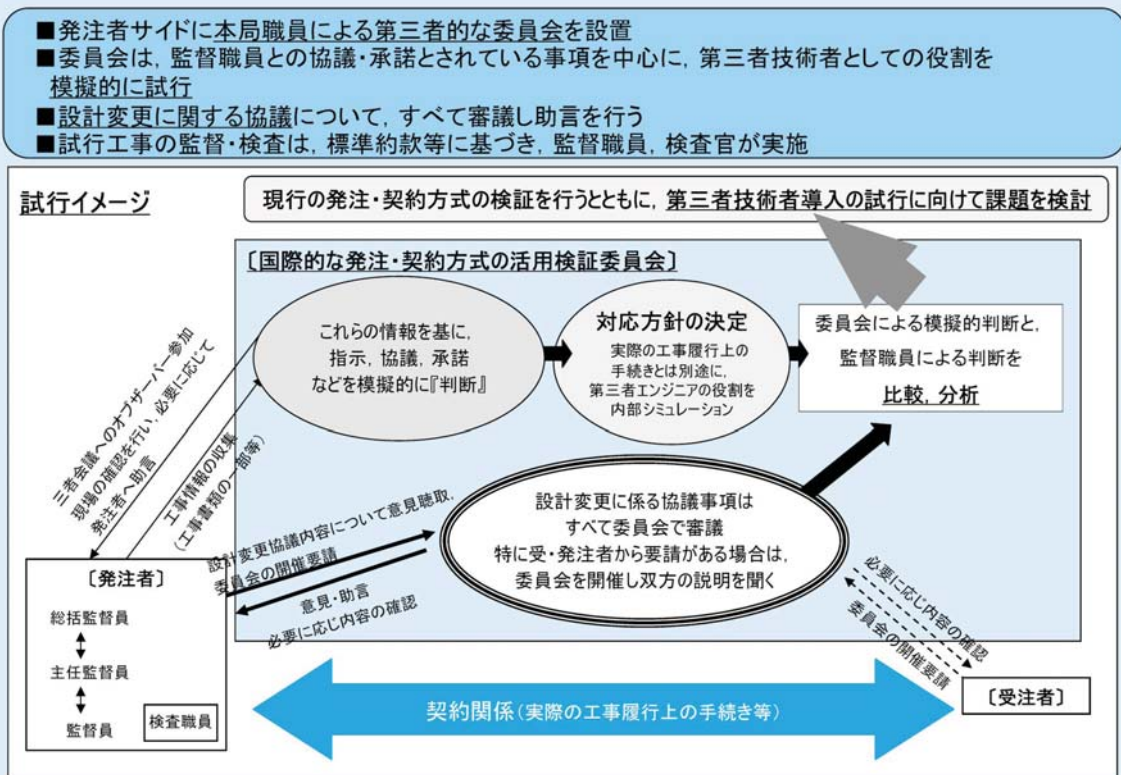 ■発注者サイドに本局職員による第三者的な委員会を設置
■委員会は，監督職員との協議・承諾とされている事項を中心に，第三者技術者としての役割を
模擬的に試行
■設計変更に関する協議について，すべて審議し助言を行う
■試行工事の監督・検査は，標準約款等に基づき，監督職員，検査官が実施
試行イメージ
現行の発注・契約方式の検証を行うとともに，第三者技術者導入の試行に向けて課題を検討
〔国際的な発注・契約方式の活用検証委員会〕
これらの情報を基に，
指示，協議，承諾
などを模擬的に『判断』
対応方針の決定
実際の工事履行上の
手続きとは別途に，
第三者エンジニアの役割を
内部シミュレーション
委員会による模擬的判断と，
監督職員による判断を
比較，分析
三者会議へのオブザーバー参加
現場の確認を行い，必要に応じて
発注者へ助言
工事情報の収集
（工事書類の一部等）
設計変更協議内容について意見聴取，
委員会の開催要請
意見・助言
必要に応じ内容の確認
設計変更に係る協議事項は
すべて委員会で審議
特に受・発注者から要請がある場合は，
委員会を開催し双方の説明を聞く
必要に応じ内容の確認
委員会の開催要請
〔発注者〕
総括監督員
主任監督員
監督員
検査職員
契約関係（実際の工事履行上の手続き等）
〔受注者〕